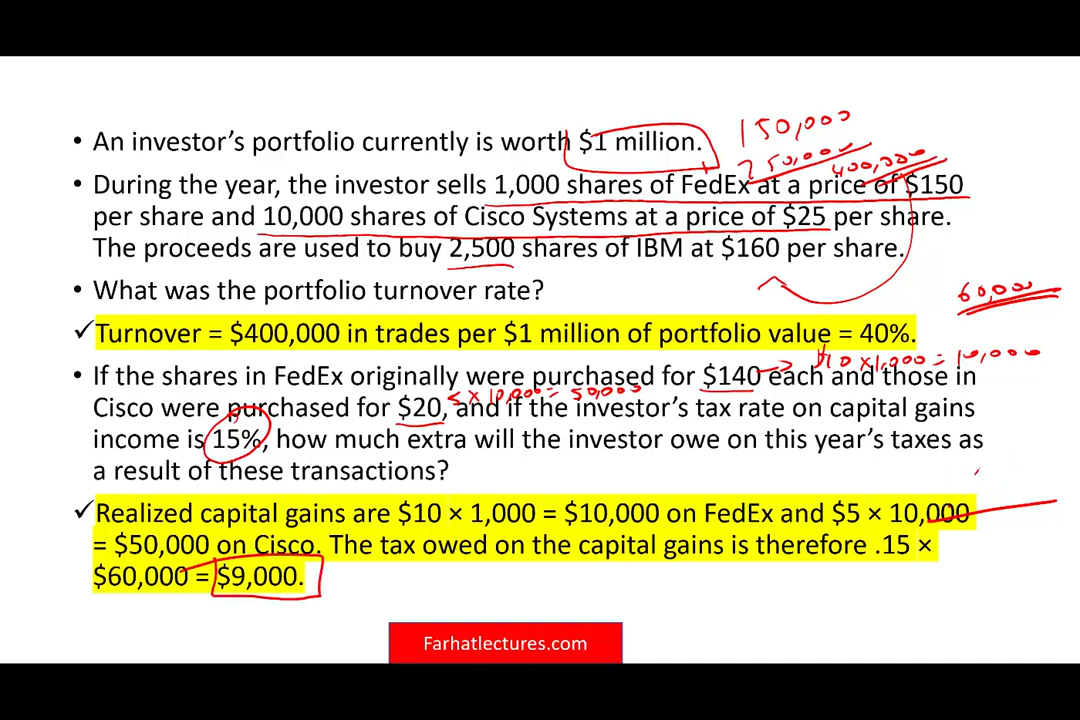 • An investor’s portfolio currently is worth $1 million.
150,000
250,000
400,000
• During the year, the investor sells 1,000 shares of FedEx at a price of $150
per share and 10,000 shares of Cisco Systems at a price of $25 per share.
The proceeds are used to buy 2,500 shares of IBM at $160 per share.
• What was the portfolio turnover rate?
60,000
✓ Turnover = $400,000 in trades per $1 million of portfolio value = 40%.
$10 × 1,000 = 10,000
• If the shares in FedEx originally were purchased for $140 each and those in
5 × 10,000 = 50,000
Cisco were purchased for $20, and if the investor’s tax rate on capital gains
income is 15%, how much extra will the investor owe on this year’s taxes as
a result of these transactions?
✓ Realized capital gains are $10 × 1,000 = $10,000 on FedEx and $5 × 10,000
= $50,000 on Cisco. The tax owed on the capital gains is therefore .15 ×
$60,000 = $9,000.
Farhatlectures.com